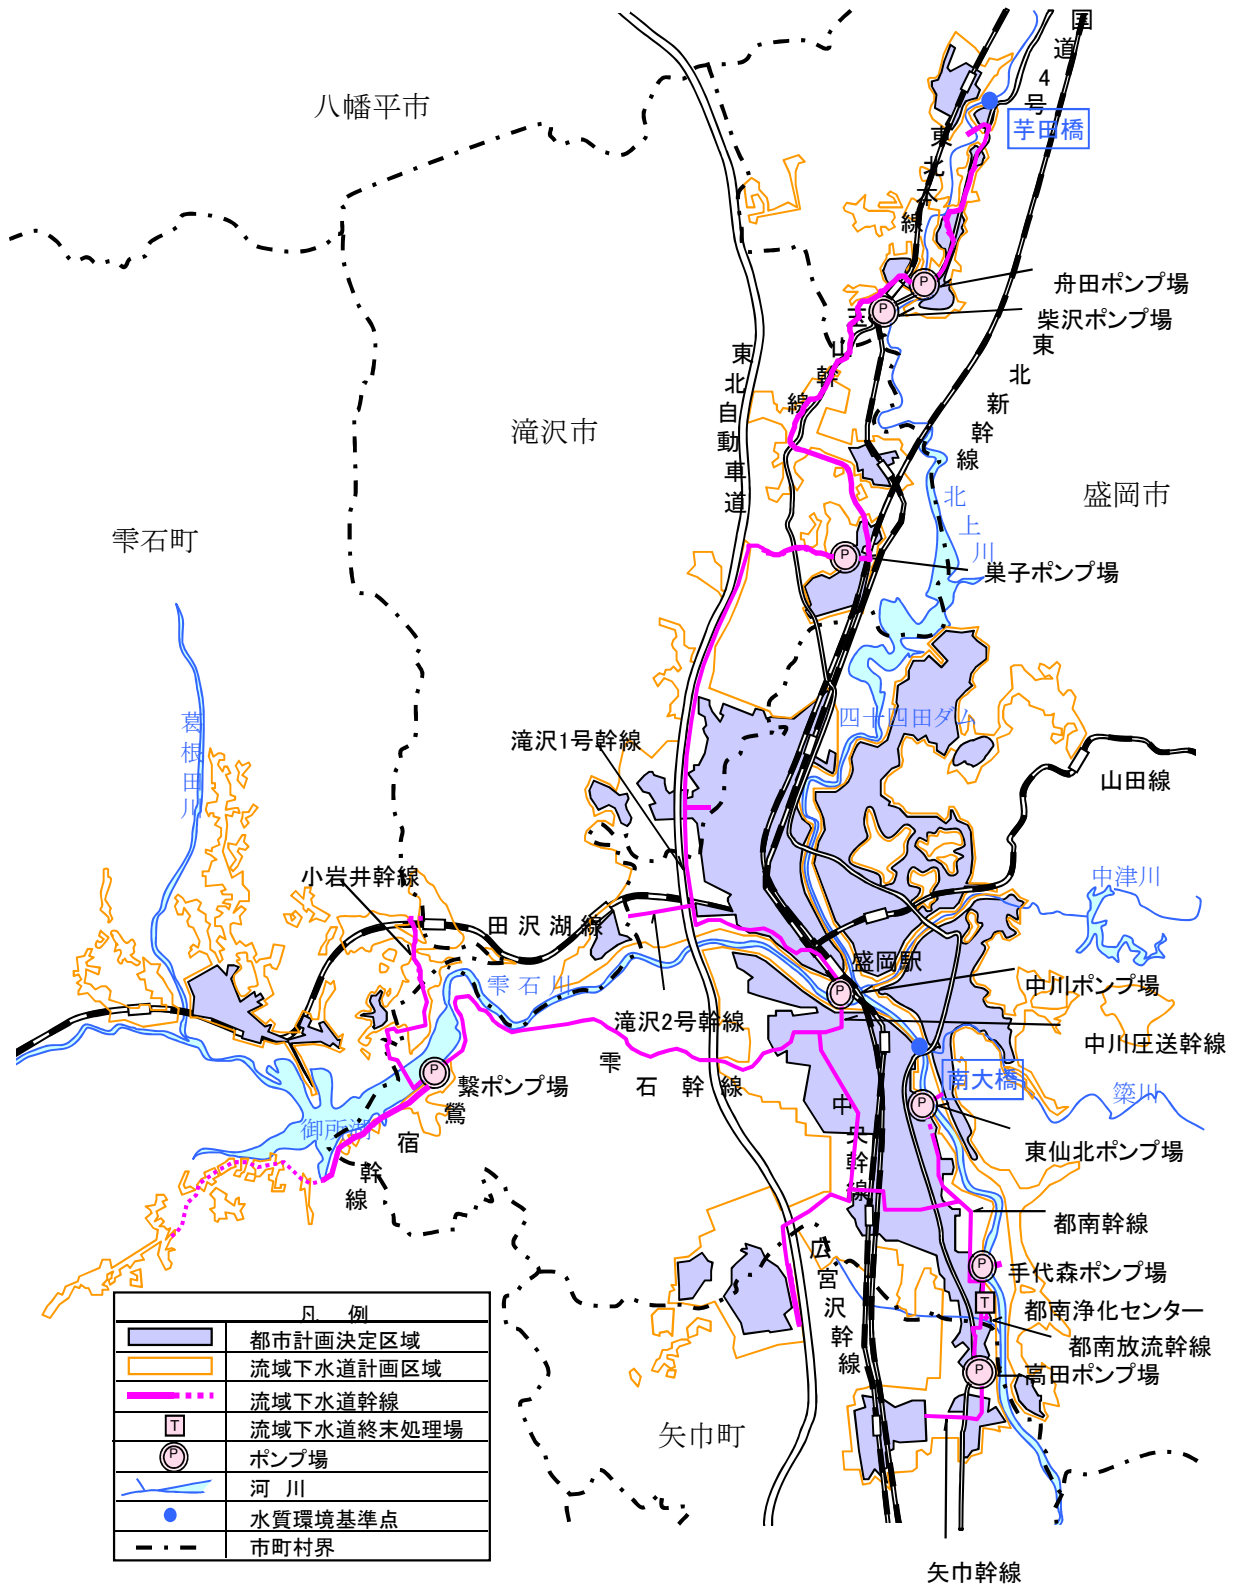 国道4号
八幡平市
芋田橋
東北本線
舟田ポンプ場
柴沢ポンプ場
玉山幹線
東北自動車道
東北新幹線
滝沢市
盛岡市
北上川
雫石町
巣子ポンプ場
葛根田川
四十四田ダム
滝沢1号幹線
山田線
小岩井幹線
中津川
田沢湖線
盛岡駅
雫石川
中川ポンプ場
滝沢2号幹線
中川圧送幹線
雫石幹線
繋ポンプ場
南大橋
簗川
御所湖
鶯宿幹線
中央幹線
東仙北ポンプ場
都南幹線
広宮沢幹線
手代森ポンプ場
都南浄化センター
都南放流幹線
高田ポンプ場
矢巾町
矢巾幹線
P
P
P
P
P
P
P
T
P
凡 例
都市計画決定区域
流域下水道計画区域
流域下水道幹線
T 流域下水道終末処理場
P ポンプ場
河 川
水質環境基準点
市町村界